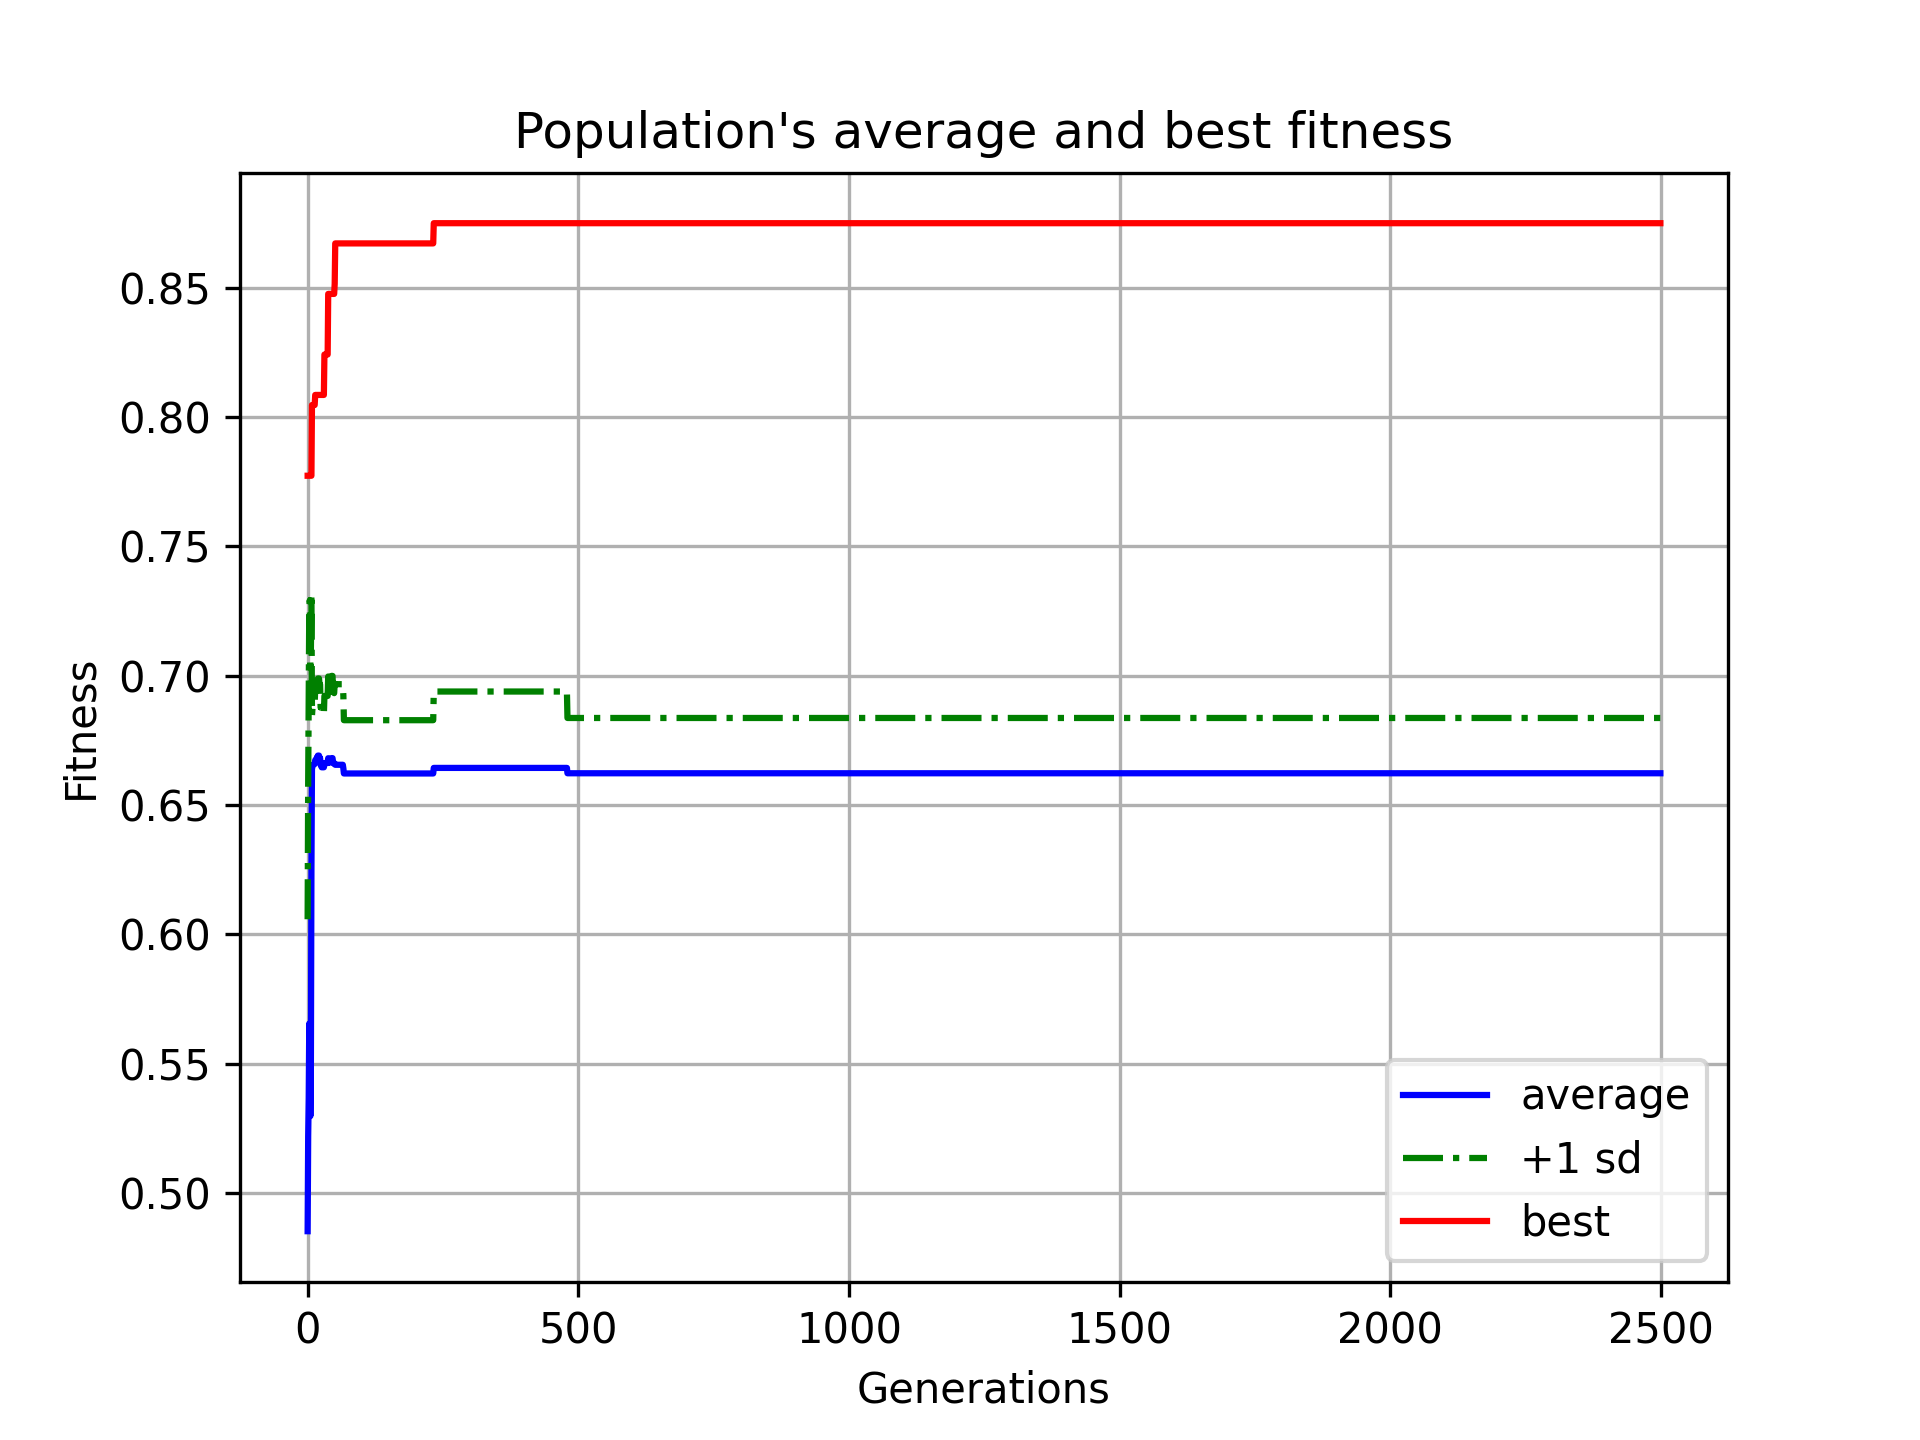 Population's average and best fitness
Fitness
0.85
0.80
0.75
0.70
0.65
0.60
0.55
0.50
average
+1 sd
best
0 500 1000 1500 2000 2500
Generations